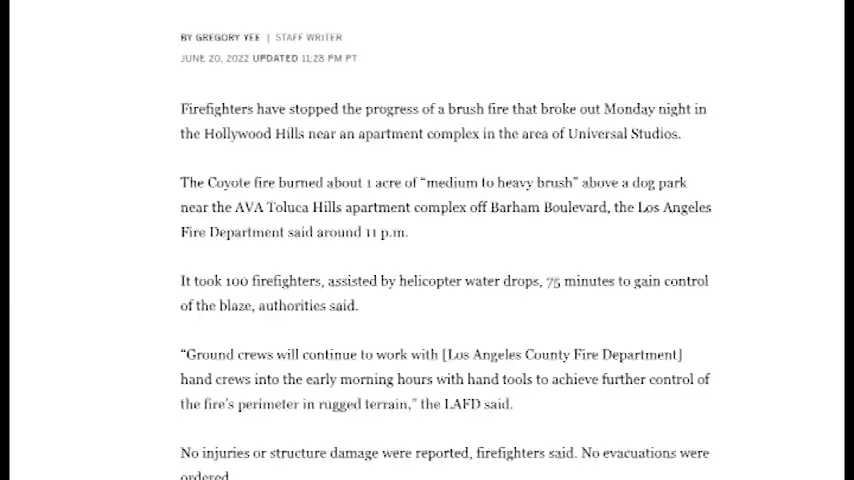 BY GREGORY YEE | STAFF WRITER
JUNE 20, 2022 UPDATED 11:28 PM PT
Firefighters have stopped the progress of a brush fire that broke out Monday night in
the Hollywood Hills near an apartment complex in the area of Universal Studios.
The Coyote fire burned about 1 acre of “medium to heavy brush” above a dog park
near the AVA Toluca Hills apartment complex off Barham Boulevard, the Los Angeles
Fire Department said around 11 p.m.
It took 100 firefighters, assisted by helicopter water drops, 75 minutes to gain control
of the blaze, authorities said.
“Ground crews will continue to work with [Los Angeles County Fire Department]
hand crews into the early morning hours with hand tools to achieve further control of
the fire’s perimeter in rugged terrain,” the LAFD said.
No injuries or structure damage were reported, firefighters said. No evacuations were
ordered